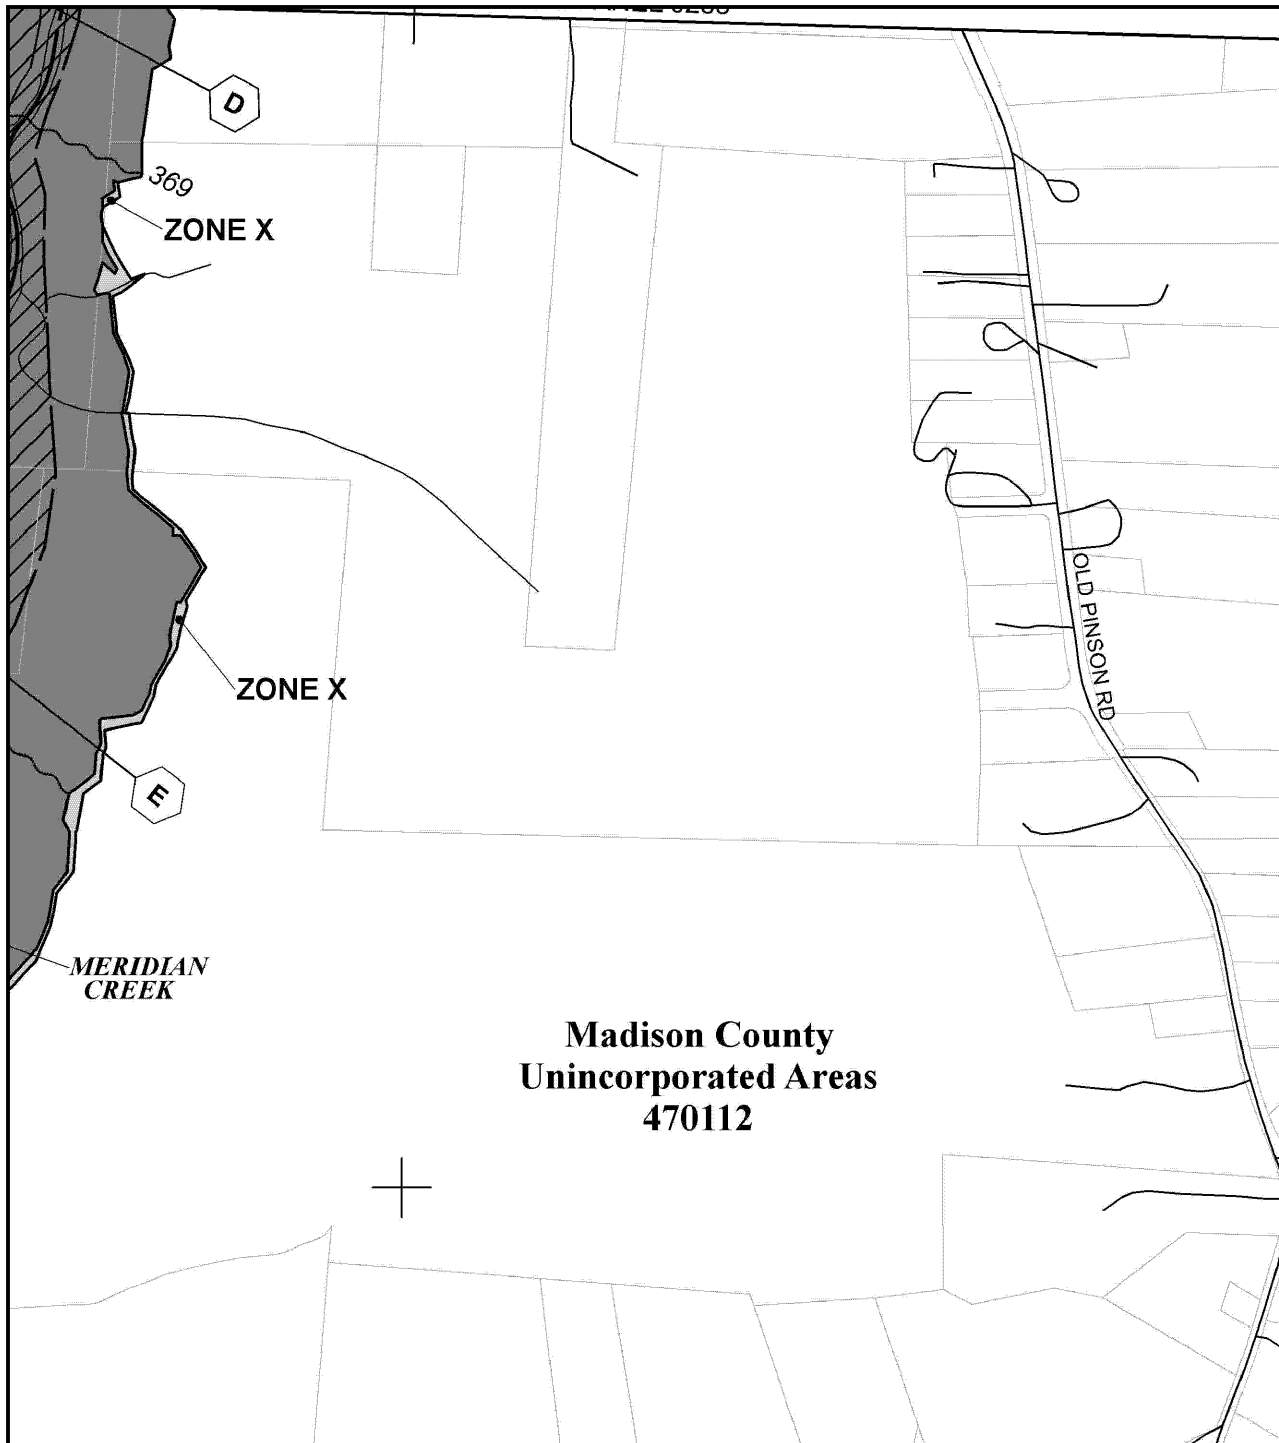 D
369
ZONE X
OLD PINSON RD
ZONE X
E
MERIDIAN
CREEK
Madison County
Unincorporated Areas
470112